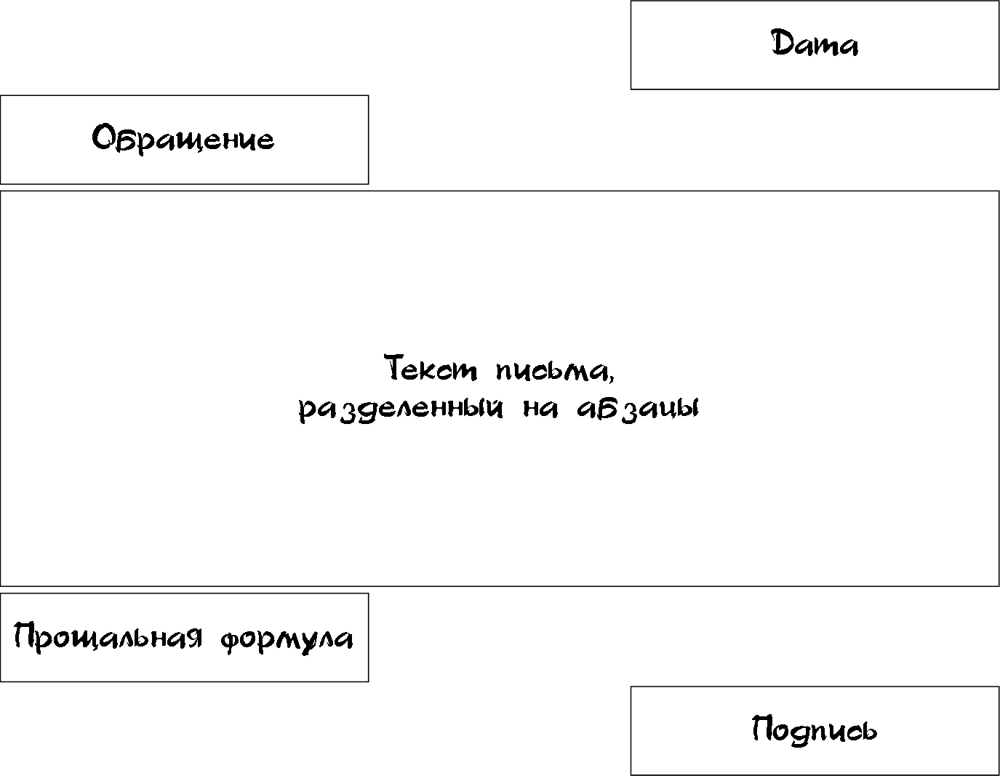 Дата
Обращение
Текст письма,
разделенный на абзацы
Прощальная формула
Подпись